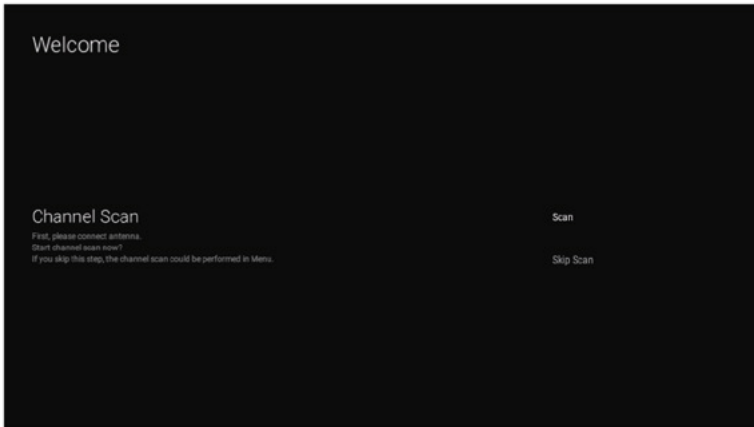 Welcome
Channel Scan
First, please connect antenna.
Start channel scan now?
If you skip this step, the channel scan could be performed in Menu.
Scan
Skip Scan